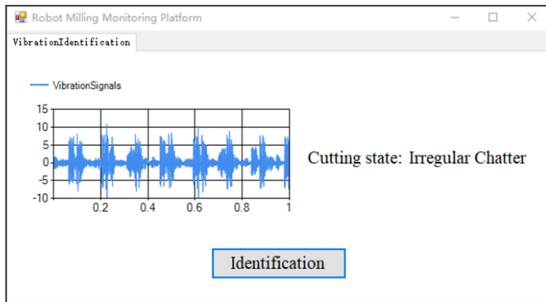 Robot Milling Monitoring Platform
VibrationIdentification
VibrationSignals
15
10
5
0
-5
-10
0.2 0.4 0.6 0.8 1
Cutting state: Irregular Chatter
Identification